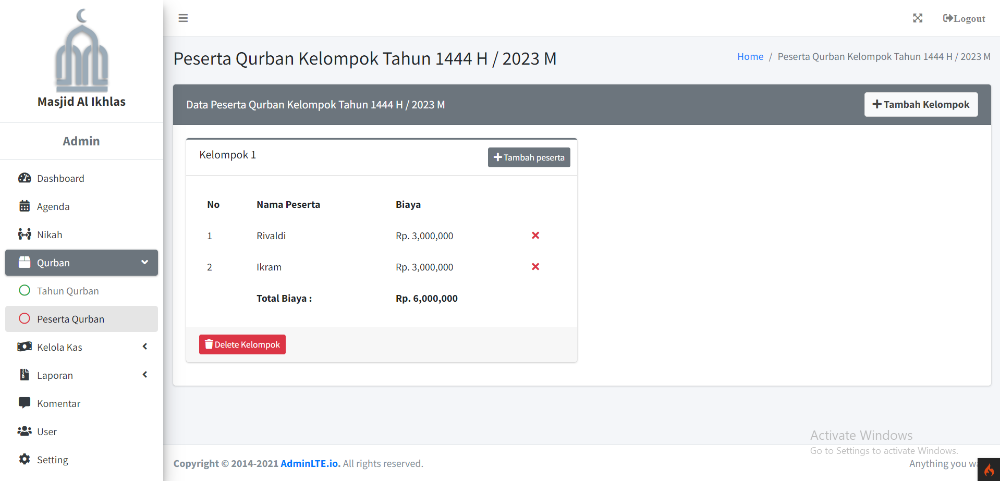 Masjid Al Ikhlas
Admin
Dashboard
Agenda
Nikah
Qurban
Tahun Qurban
Peserta Qurban
Kelola Kas
Laporan
Komentar
User
Setting
Logout
Peserta Qurban Kelompok Tahun 1444 H / 2023 M
Home / Peserta Qurban Kelompok Tahun 1444 H / 2023 M
Data Peserta Qurban Kelompok Tahun 1444 H / 2023 M
Tambah Kelompok
Kelompok 1
Tambah peserta
No Nama Peserta Biaya
1 Rivaldi Rp. 3,000,000
2 Ikram Rp. 3,000,000
Total Biaya : Rp. 6,000,000
Delete Kelompok
Activate Windows
Go to Settings to activate Windows.
Copyright © 2014-2021 AdminLTE.io. All rights reserved.
Anything you